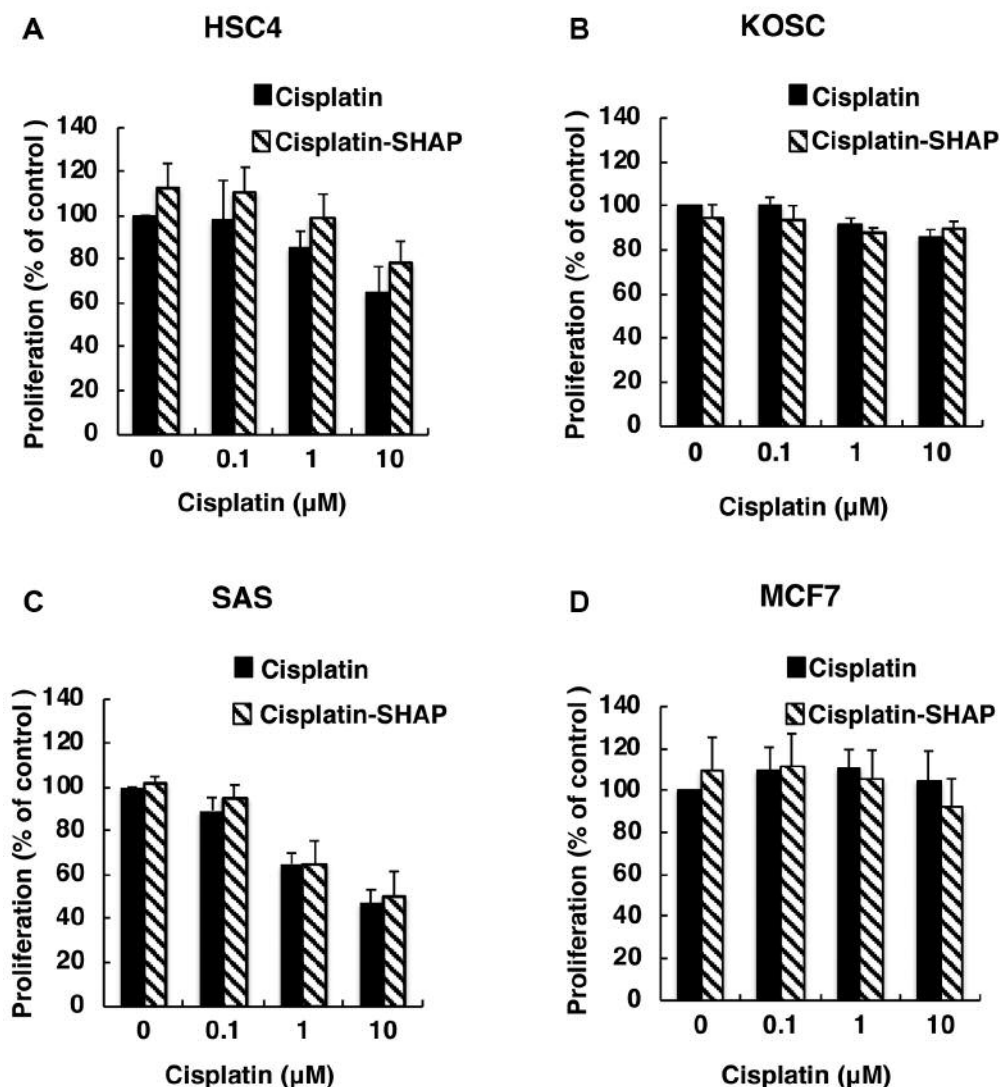 A
HSC4
Cisplatin
Cisplatin-SHAP
Proliferation (% of control )
140
120
100
80
60
40
20
0
0 0.1 1 10
Cisplatin (µM)
B
KOSC
Cisplatin
Cisplatin-SHAP
Proliferation (% of control )
140
120
100
80
60
40
20
0
0 0.1 1 10
Cisplatin (µM)
C
SAS
Cisplatin
Cisplatin-SHAP
Proliferation (% of control )
140
120
100
80
60
40
20
0
0 0.1 1 10
Cisplatin (µM)
D
MCF7
Cisplatin
Cisplatin-SHAP
Proliferation (% of control )
140
120
100
80
60
40
20
0
0 0.1 1 10
Cisplatin (µM)